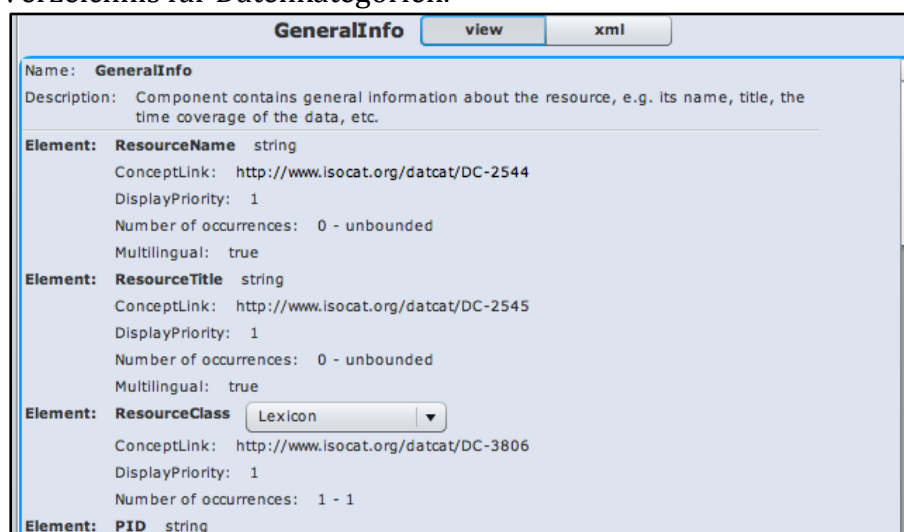 Verzeichnis für Datenkategorien.
GeneralInfo view xml
Name: GeneralInfo
Description: Component contains general information about the resource, e.g. its name, title, the
time coverage of the data, etc.
Element: ResourceName string
ConceptLink: http://www.isocat.org/datcat/DC-2544
DisplayPriority: 1
Number of occurrences: 0 - unbounded
Multilingual: true
Element: ResourceTitle string
ConceptLink: http://www.isocat.org/datcat/DC-2545
DisplayPriority: 1
Number of occurrences: 0 - unbounded
Multilingual: true
Element: ResourceClass Lexicon
ConceptLink: http://www.isocat.org/datcat/DC-3806
DisplayPriority: 1
Number of occurrences: 1 - 1
Element: PID string